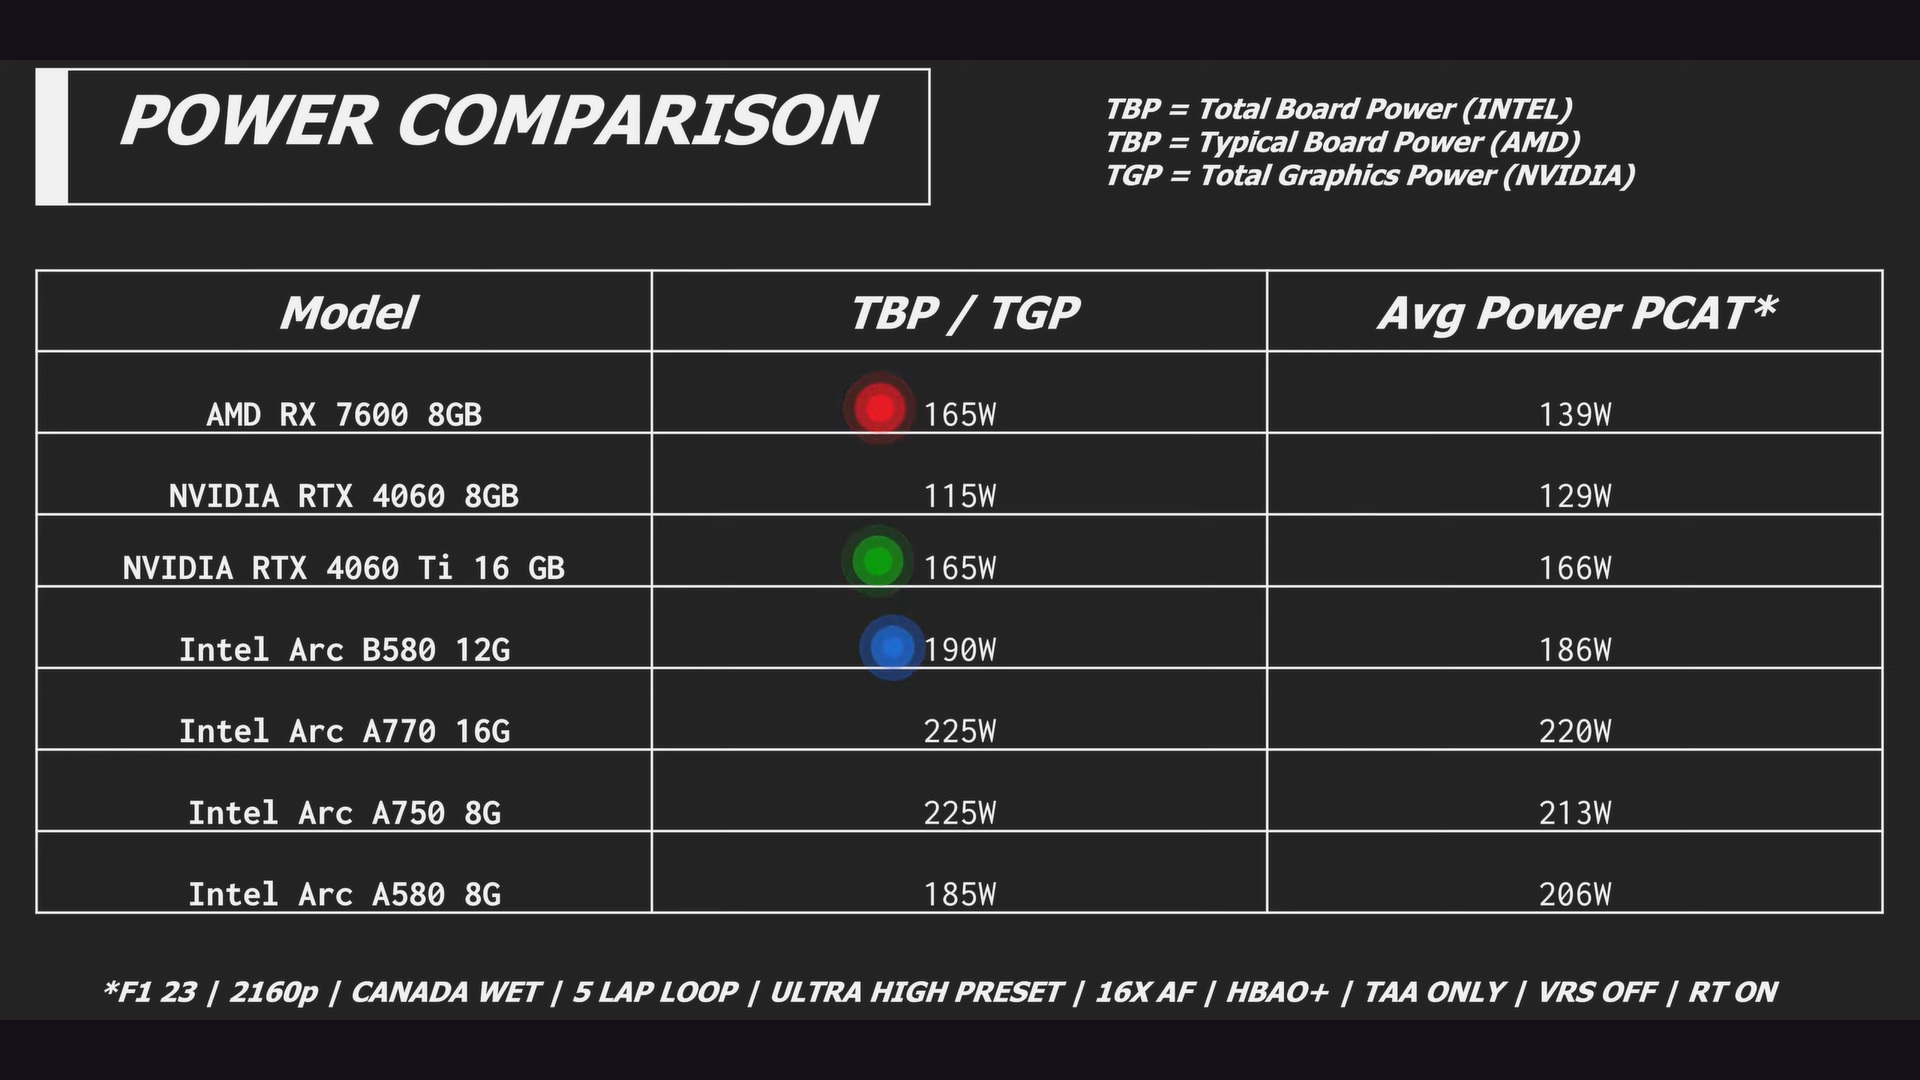 POWER COMPARISON
TBP = Total Board Power (INTEL)
TBP = Typical Board Power (AMD)
TGP = Total Graphics Power (NVIDIA)
Model TBP / TGP Avg Power PCAT*
AMD RX 7600 8GB 165W 139W
NVIDIA RTX 4060 8GB 115W 129W
NVIDIA RTX 4060 Ti 16 GB 165W 166W
Intel Arc B580 12G 190W 186W
Intel Arc A770 16G 225W 220W
Intel Arc A750 8G 225W 213W
Intel Arc A580 8G 185W 206W
*F1 23 | 2160p | CANADA WET | 5 LAP LOOP | ULTRA HIGH PRESET | 16X AF | HBAO+ | TAA ONLY | VRS OFF | RT ON